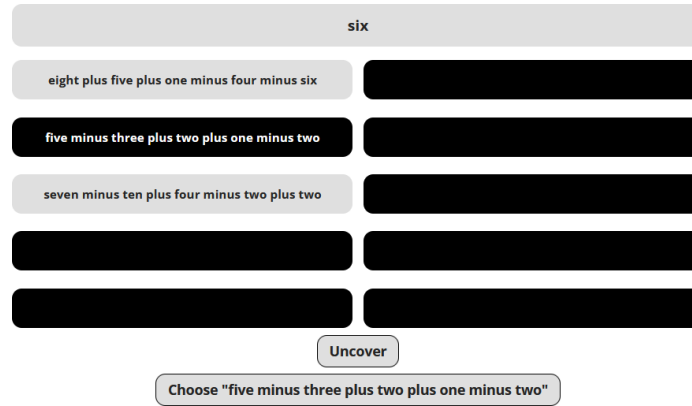 six
eight plus five plus one minus four minus six
five minus three plus two plus one minus two
seven minus ten plus four minus two plus two
Uncover
Choose "five minus three plus two plus one minus two"